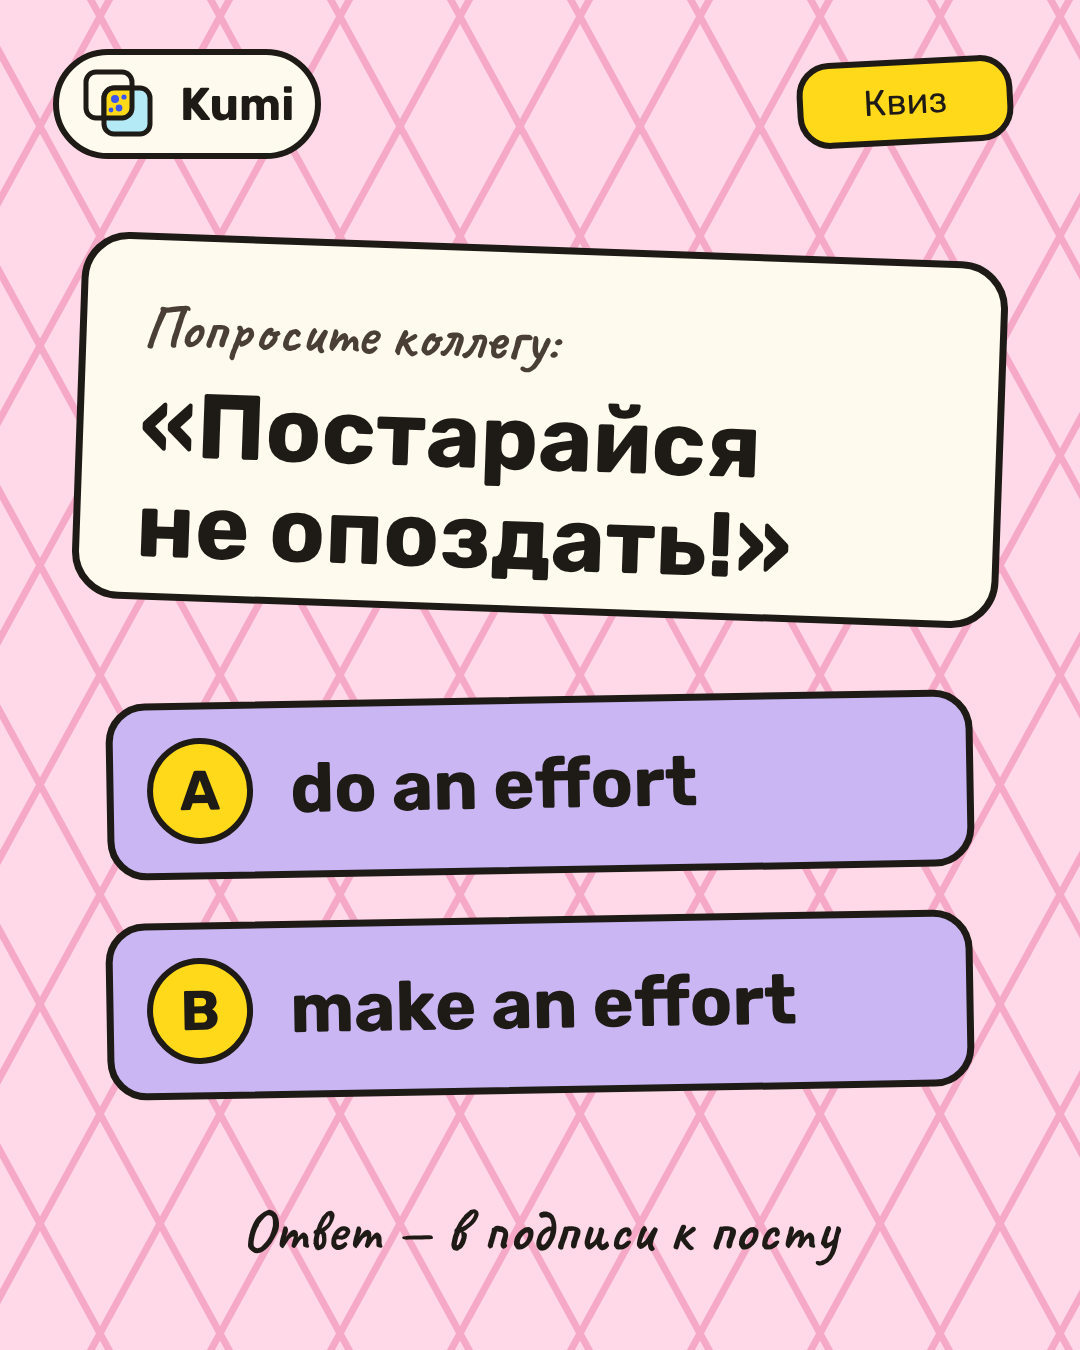 Kumi
Квиз
Попросите коллегу:
«Постарайся
не опоздать!»
A do an effort
B make an effort
Ответ — в подписи к посту